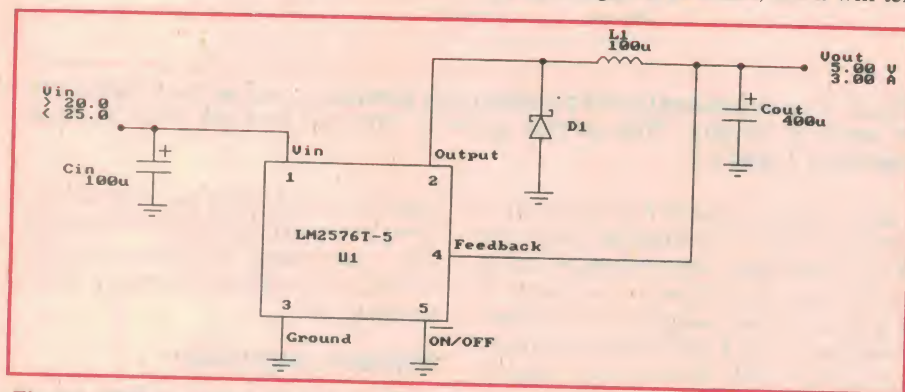 L1
100u
Vout
5.00 V
3.00 A
Vin
> 20.0
< 25.0
Cout
400u
D1
Vin
Output
Cin
100u
1
2
LM2576T-5
U1
4
Feedback
3
5
Ground
ON/OFF